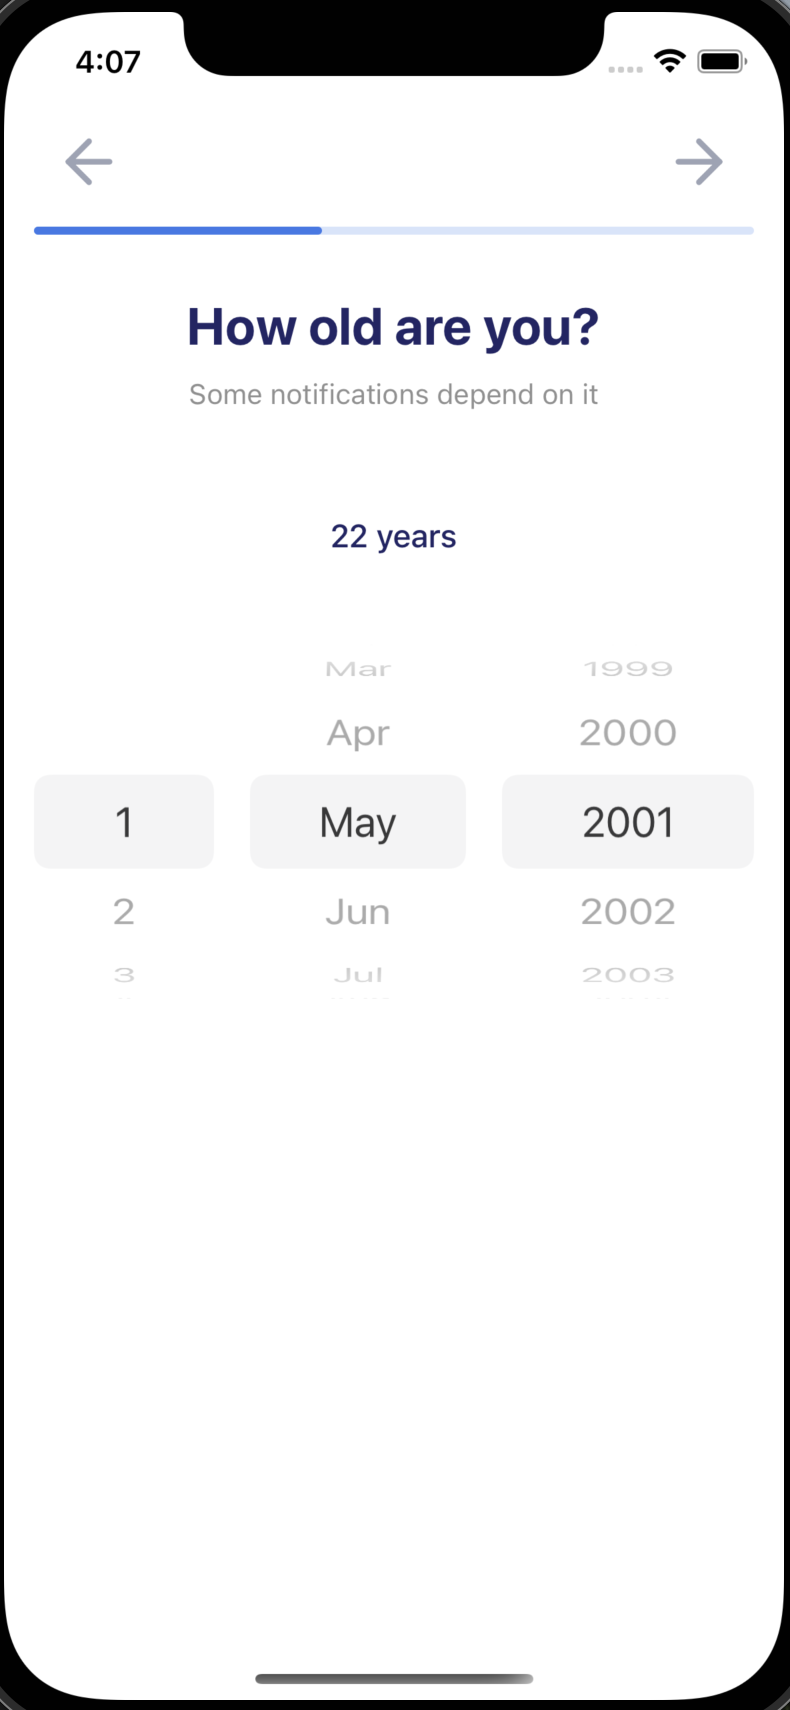 4:07
How old are you?
Some notifications depend on it
22 years
Mar 1999
Apr 2000
1 May 2001
2 Jun 2002
3 Jul 2003